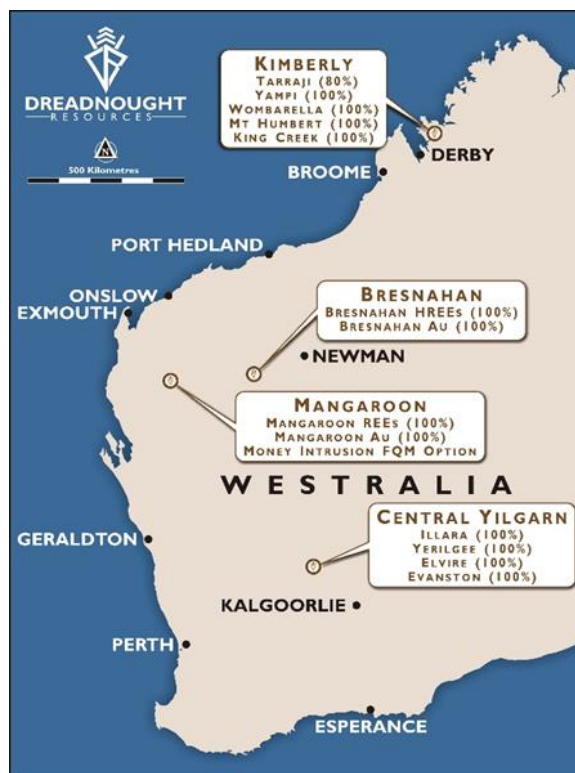 DREADNOUGHT
RESOURCES
N
500 Kilometres
KIMBERLY
TARRAJI (80%)
YAMPI (100%)
WOMBARELLA (100%)
MT HUMBERT (100%)
KING CREEK (100%)
DERBY
BROOME
PORT HEDLAND
ONSLOW
EXMOUTH
BRESNAHAN
BRESNAHAN HREES (100%)
BRESNAHAN AU (100%)
NEWMAN
MANGAROON
MANGAROON REES (100%)
MANGAROON AU (100%)
MONEY INTRUSION FQM OPTION
WESTRALIA
CENTRAL YILGARN
ILLARA (100%)
YERILGEE (100%)
ELVIRE (100%)
EVANSTON (100%)
GERALDTON
KALGOORLIE
PERTH
ESPERANCE